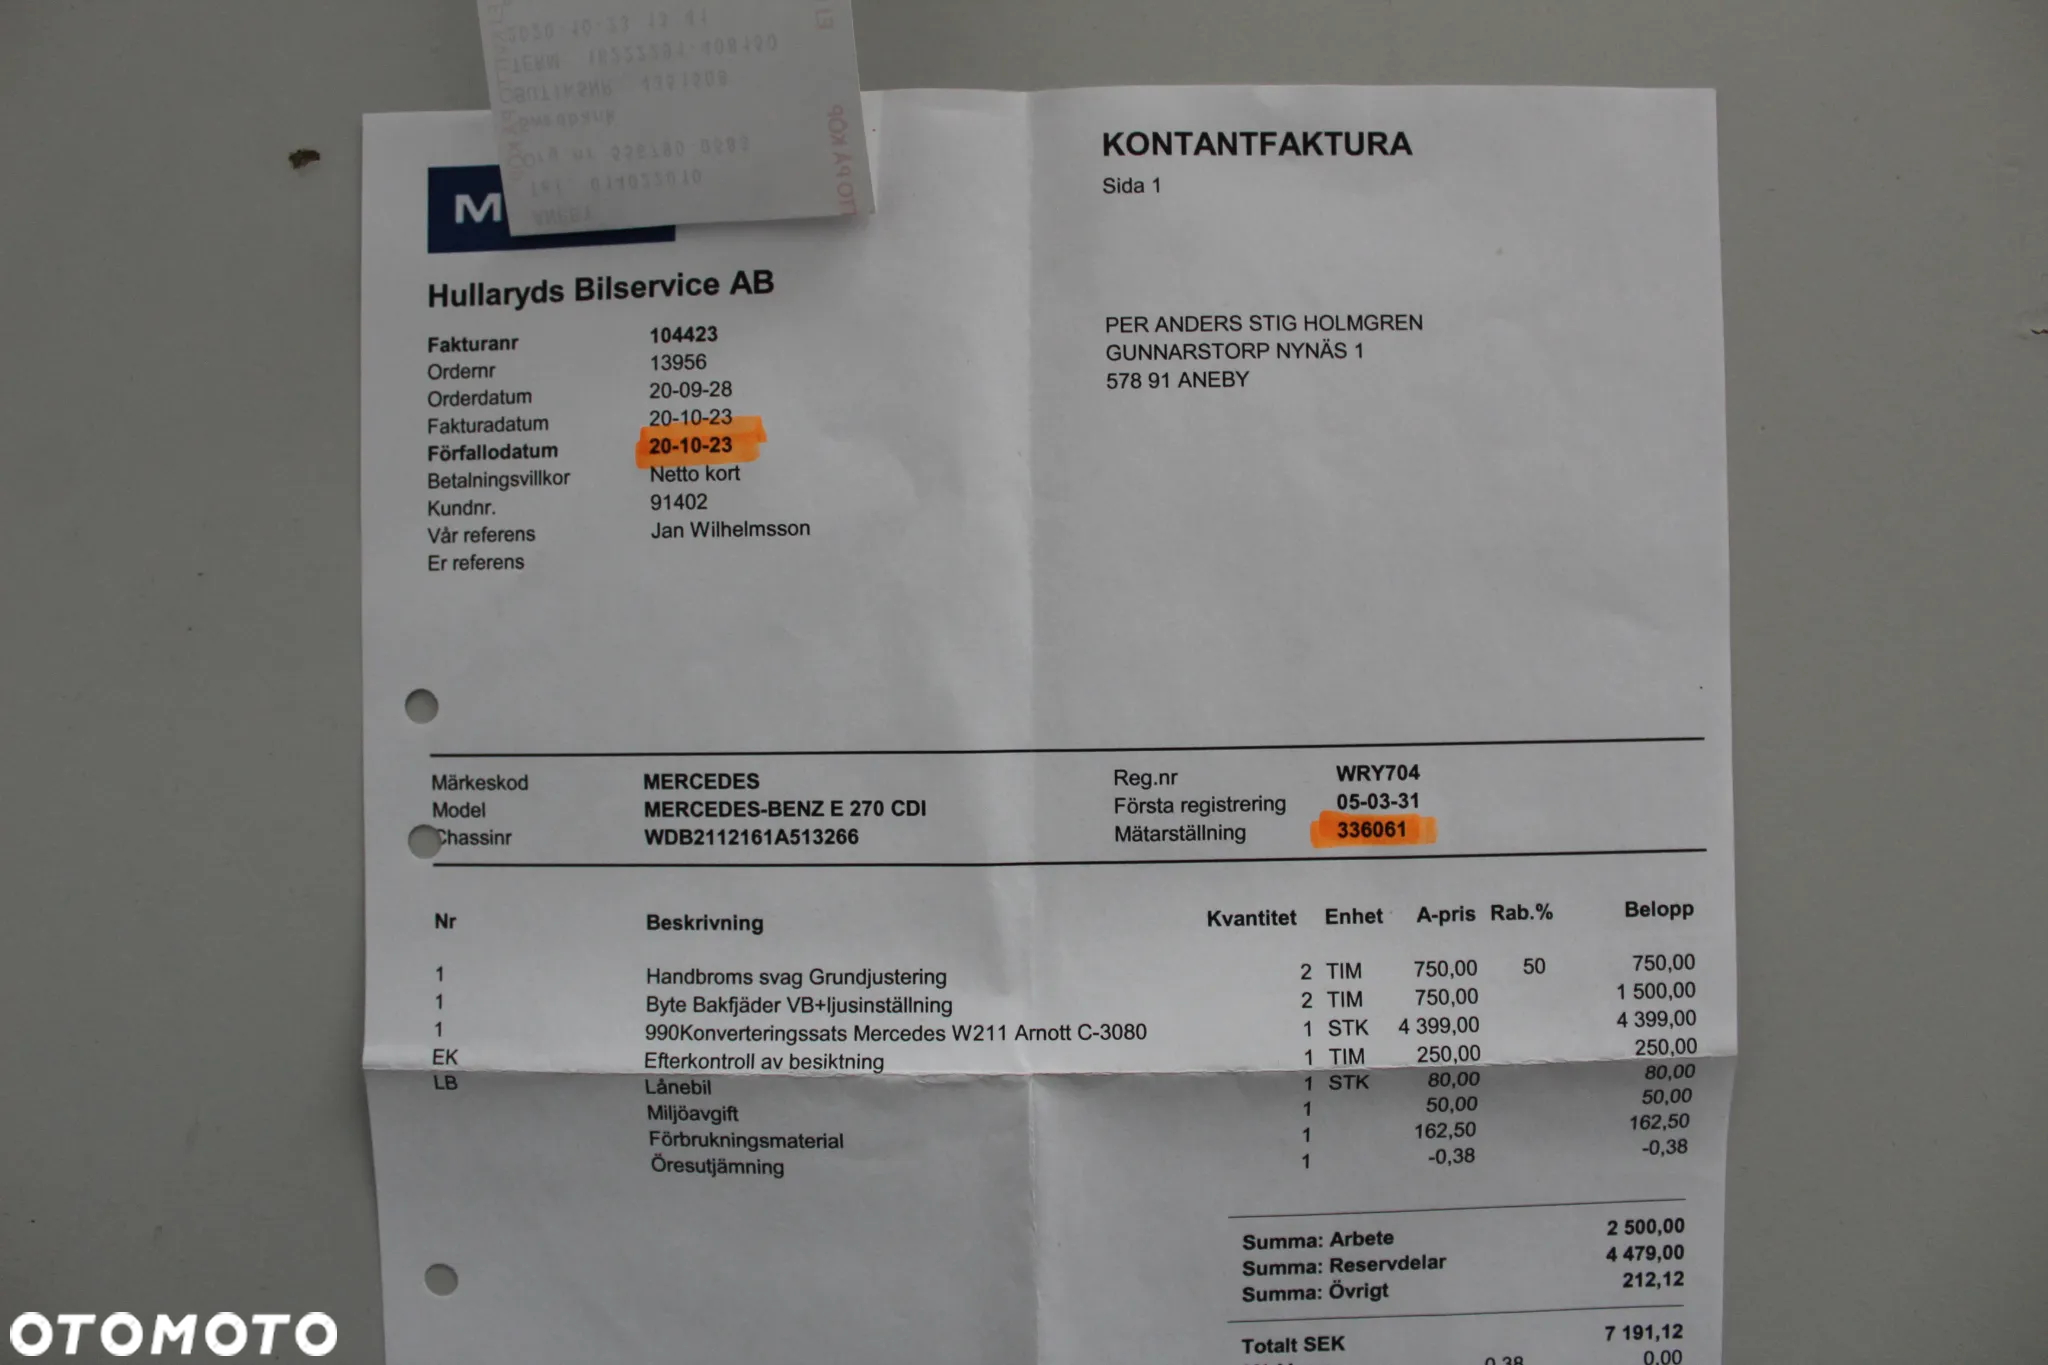 M
KONTANTFAKTURA
Sida 1
Hullaryds Bilservice AB
Fakturanr 104423
Ordernr 13956
Orderdatum 20-09-28
Fakturadatum 20-10-23
Förfallodatum 20-10-23
Betalningsvillkor Netto kort
Kundnr. 91402
Vår referens Jan Wilhelmsson
Er referens
PER ANDERS STIG HOLMGREN
GUNNARSTORP NYNÄS 1
578 91 ANEBY
Märkeskod MERCEDES Reg.nr WRY704
Model MERCEDES-BENZ E 270 CDI Första registrering 05-03-31
Chassinr WDB2112161A513266 Mätarställning 336061
Nr Beskrivning Kvantitet Enhet A-pris Rab.% Belopp
1 Handbroms svag Grundjustering 2 TIM 750,00 50 750,00
1 Byte Bakfjäder VB+ljusinställning 2 TIM 750,00 1 500,00
1 990Konverteringssats Mercedes W211 Arnott C-3080 1 STK 4 399,00 4 399,00
EK Efterkontroll av besiktning 1 TIM 250,00 250,00
LB Lånebil 1 STK 80,00 80,00
Miljöavgift 1 50,00 50,00
Förbrukningsmaterial 1 162,50 162,50
Öresutjämning 1 -0,38 -0,38
Summa: Arbete 2 500,00
Summa: Reservdelar 4 479,00
Summa: Övrigt 212,12
Totalt SEK 7 191,12
0,38 0,00
OTOMOTO